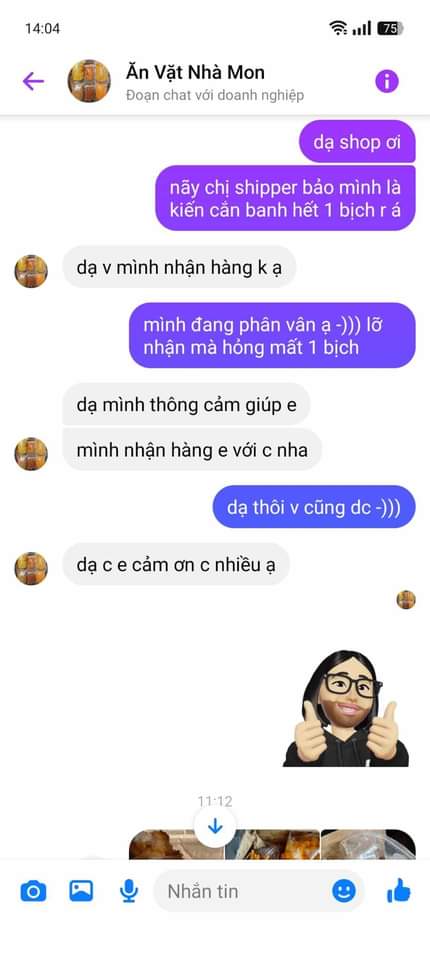 14:04
75
Ăn Vặt Nhà Mon
Đoạn chat với doanh nghiệp
dạ shop ơi
nãy chị shipper bảo mình là
kiến cắn banh hết 1 bịch r á
dạ v mình nhận hàng k ạ
mình đang phân vân ạ -))) lỡ
nhận mà hỏng mất 1 bịch
dạ mình thông cảm giúp e
mình nhận hàng e với c nha
dạ thôi v cũng dc -)))
dạ c e cảm ơn c nhiều ạ
11:12
Nhắn tin